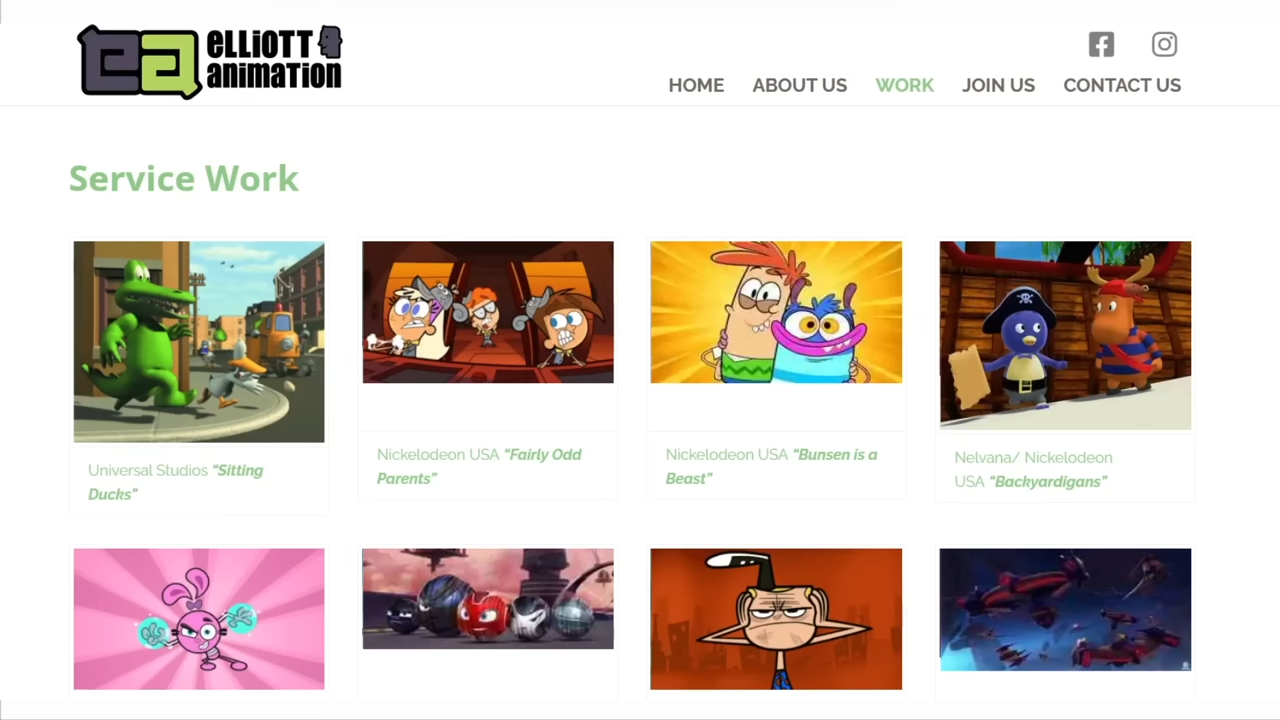 eLLiOTT
animaTion
HOME ABOUT US WORK JOIN US CONTACT US
Service Work
Universal Studios "Sitting
Ducks"
Nickelodeon USA "Fairly Odd
Parents"
Nickelodeon USA "Bunsen is a
Beast"
Nelvana/ Nickelodeon
USA "Backyardigans"